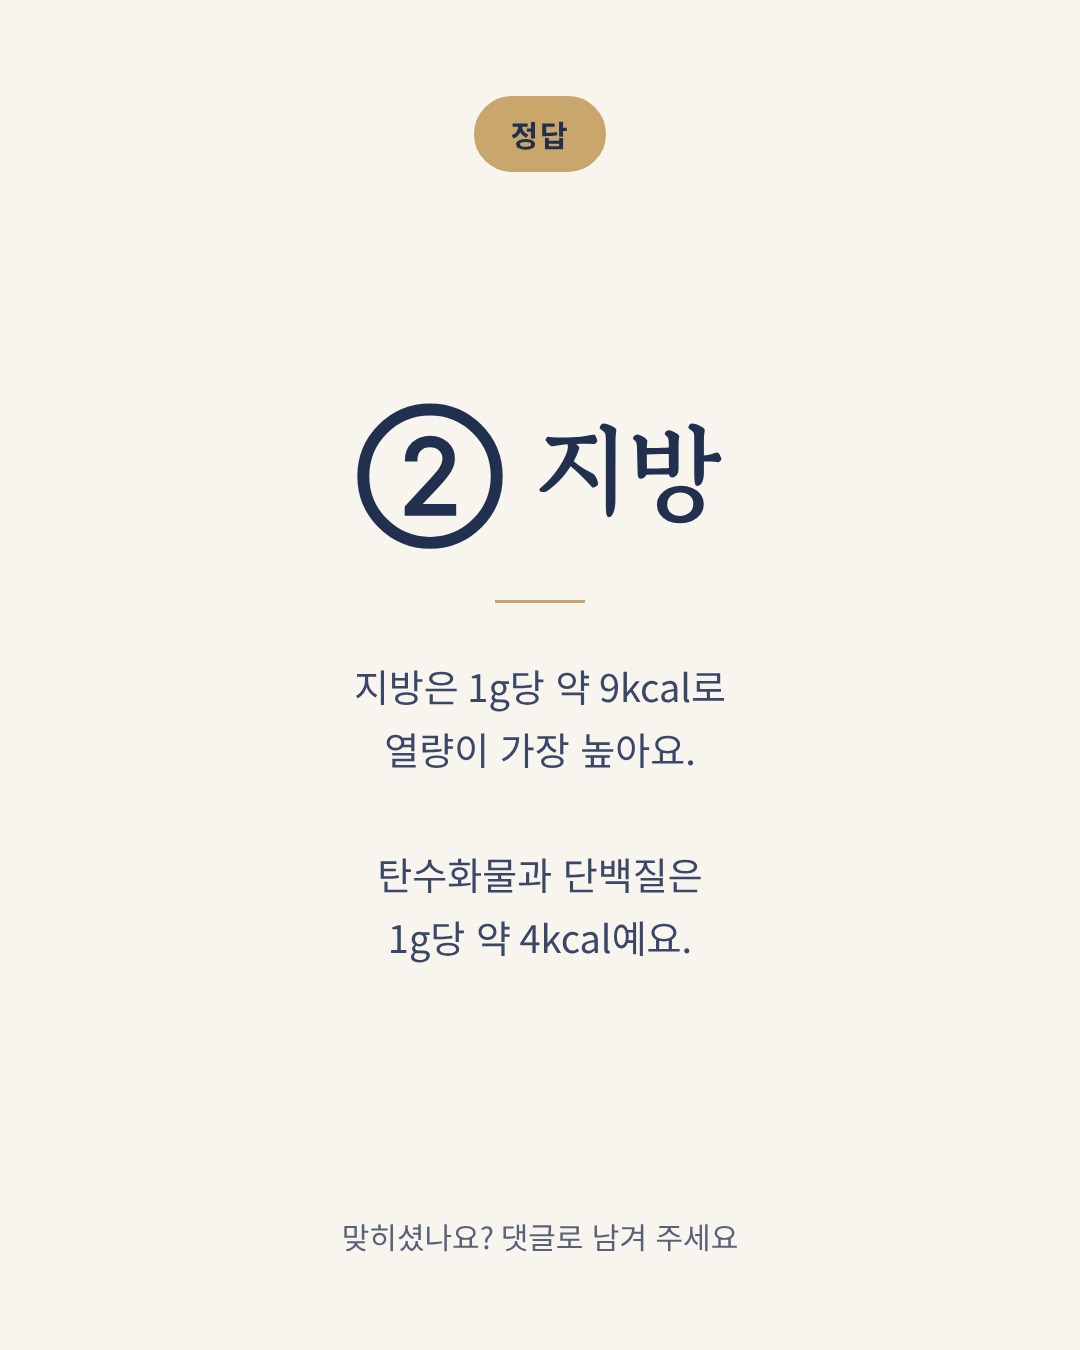 정답
② 지방
지방은 1g당 약 9kcal로
열량이 가장 높아요.
탄수화물과 단백질은
1g당 약 4kcal예요.
맞히셨나요? 댓글로 남겨 주세요